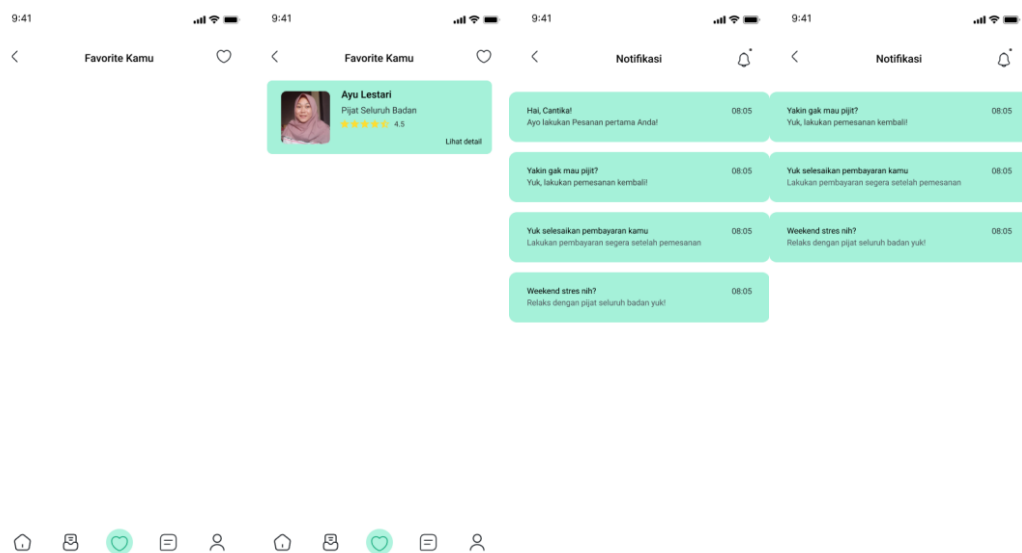 9:41
Favorite Kamu
9:41
Favorite Kamu
Ayu Lestari
Pijat Seluruh Badan
4.5
Lihat detail
9:41
Notifikasi
Hai, Cantika!
08:05
Ayo lakukan Pesanan pertama Anda!
Yakin gak mau pijit?
08:05
Yuk, lakukan pemesanan kembali!
Yuk selesaikan pembayaran kamu
08:05
Lakukan pembayaran segera setelah pemesanan
Weekend stres nih?
08:05
Relaks dengan pijat seluruh badan yuk!
9:41
Notifikasi
Yakin gak mau pijit?
08:05
Yuk, lakukan pemesanan kembali!
Yuk selesaikan pembayaran kamu
08:05
Lakukan pembayaran segera setelah pemesanan
Weekend stres nih?
08:05
Relaks dengan pijat seluruh badan yuk!